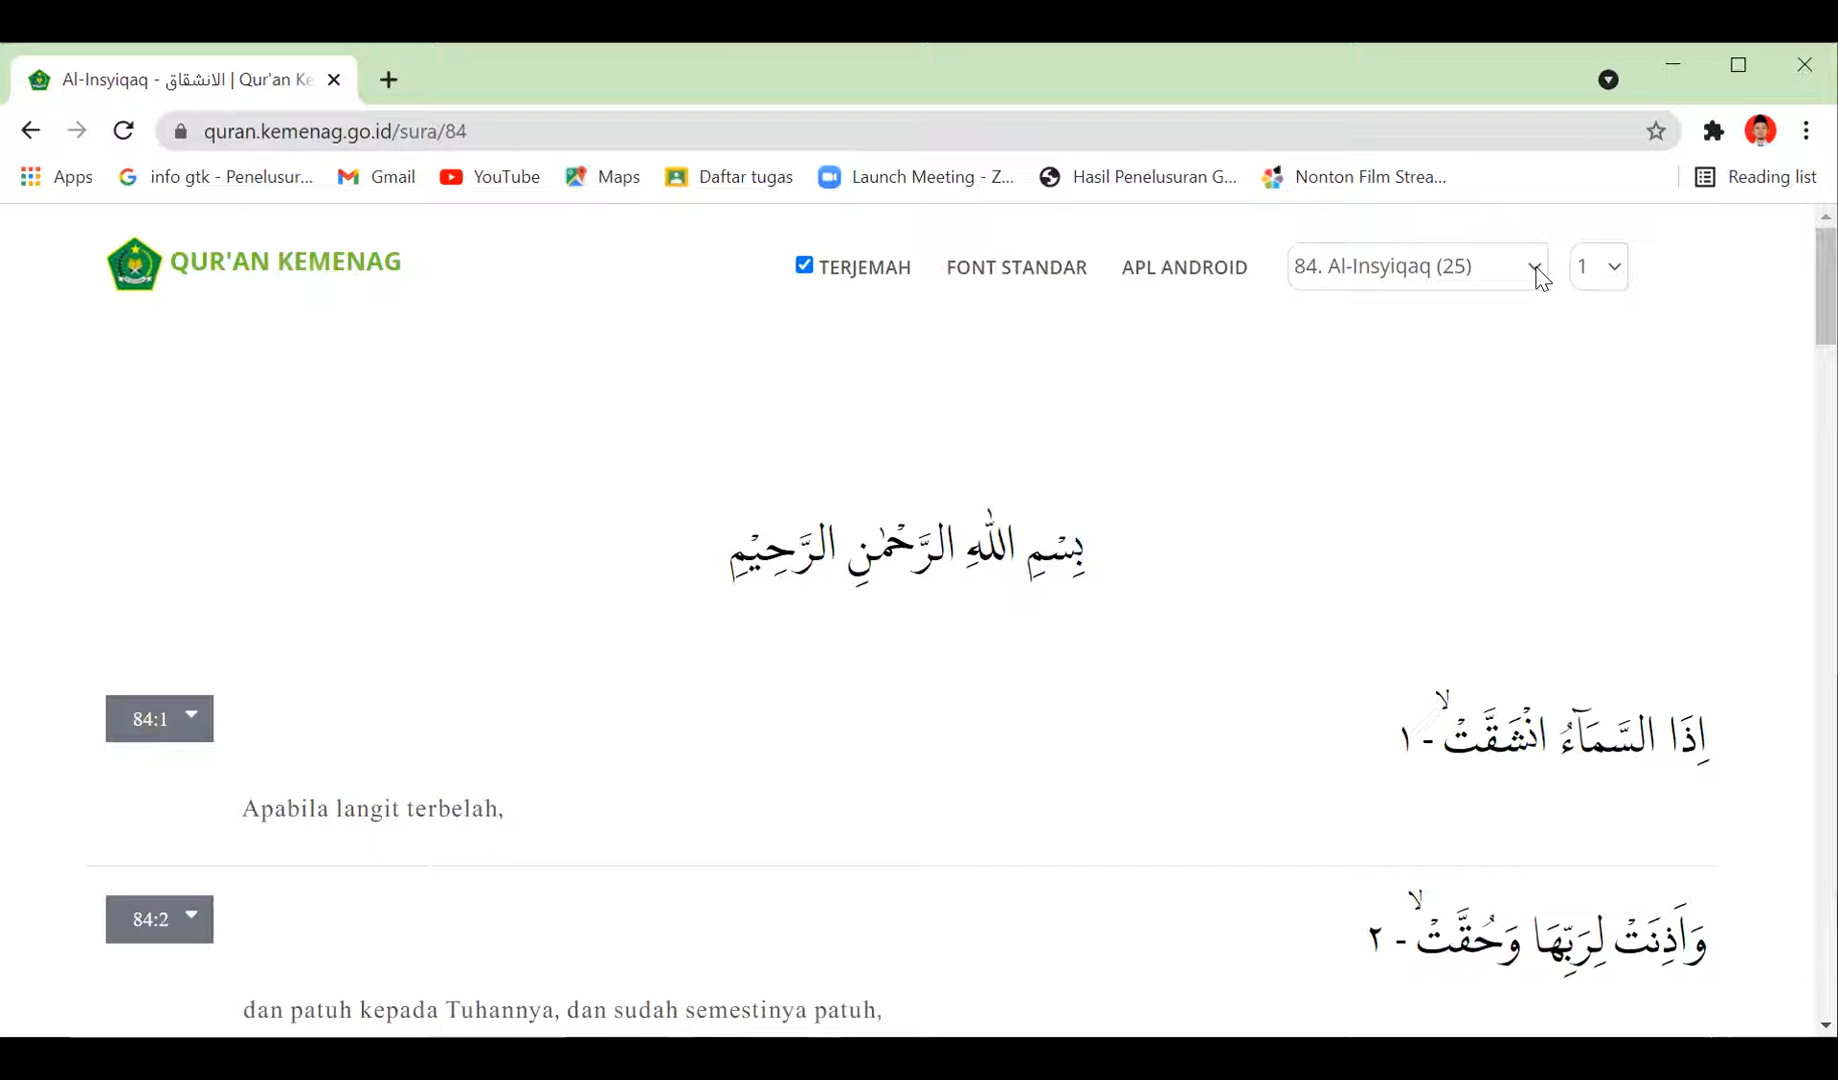 Al-Insyiqaq - الانشقاق | Qur'an Ke
quran.kemenag.go.id/sura/84
Apps
info gtk - Penelusur...
Gmail
YouTube
Maps
Daftar tugas
Launch Meeting - Z...
Hasil Penelusuran G...
Nonton Film Strea...
Reading list
QUR'AN KEMENAG
TERJEMAH
FONT STANDAR
APL ANDROID
84. Al-Insyiqaq (25)
1
بِسْمِ اللّٰهِ الرَّحْمٰنِ الرَّحِيْمِ
84:1
اِذَا السَّمَاۤءُ انْشَقَّتْۙ - ١
Apabila langit terbelah,
84:2
وَاَذِنَتْ لِرَبِّهَا وَحُقَّتْۙ - ٢
dan patuh kepada Tuhannya, dan sudah semestinya patuh,